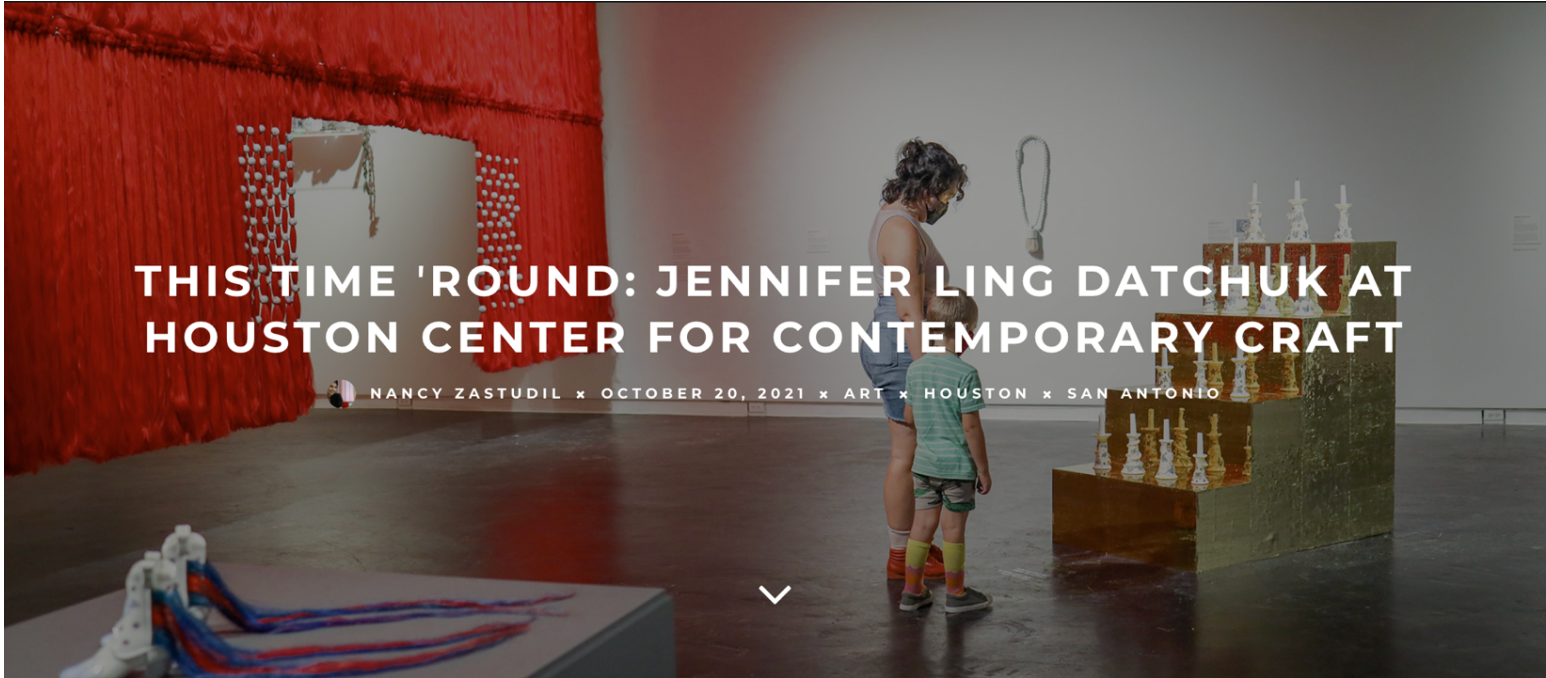 THIS TIME 'ROUND: JENNIFER LING DATCHUK AT
HOUSTON CENTER FOR CONTEMPORARY CRAFT
NANCY ZASTUDIL × OCTOBER 20, 2021 × ART × HOUSTON × SAN ANTONIO